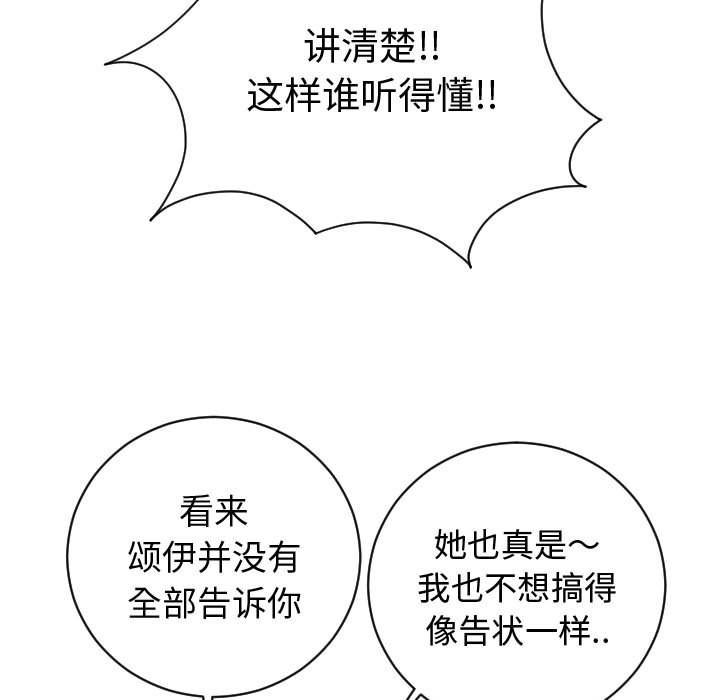 讲清楚!!
这样谁听得懂!!
看来
颂伊并没有
全部告诉你
她也真是～
我也不想搞得
像告状一样..